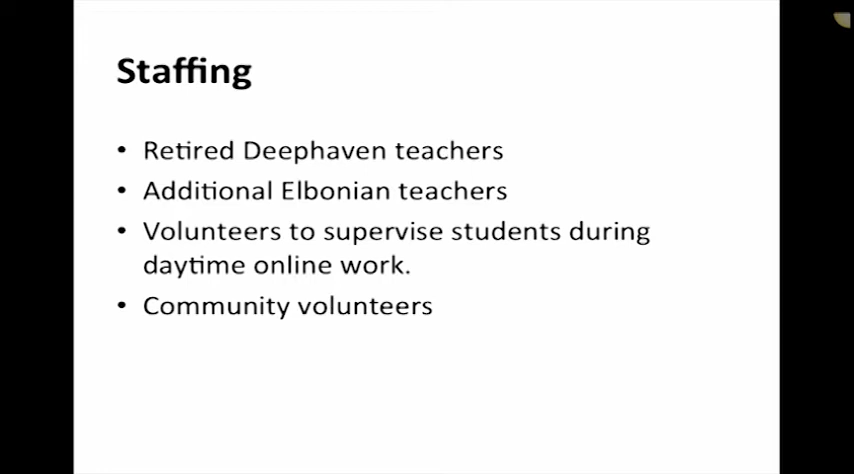 Staffing
• Retired Deephaven teachers
• Additional Elbonian teachers
• Volunteers to supervise students during
daytime online work.
• Community volunteers